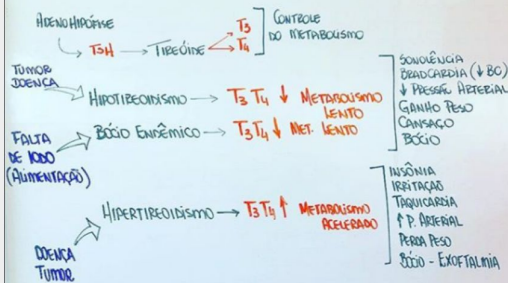 ADENOHIPÓFISE
TSH → TIREÓIDE
T3
T4
CONTROLE
DO METABOLISMO
TUMOR
DOENÇA
HIPOTIREOIDISMO → T3 T4 ↓ METABOLISMO
LENTO
FALTA
DE IODO
(ALIMENTAÇÃO)
BÓCIO ENDÊMICO → T3 T4 ↓ MET. LENTO
SONOLÊNCIA
BRADCARDIA (↓ BC)
↓ PRESSÃO ARTERIAL
GANHO PESO
CANSAÇO
BÓCIO
HIPERTIREOIDISMO → T3 T4 ↑ METABOLISMO
ACELERADO
DOENÇA
TUMOR
INSÔNIA
IRRITAÇÃO
TAQUICARDIA
↑ P. ARTERIAL
PERDA PESO
BÓCIO - EXOFTALMIA